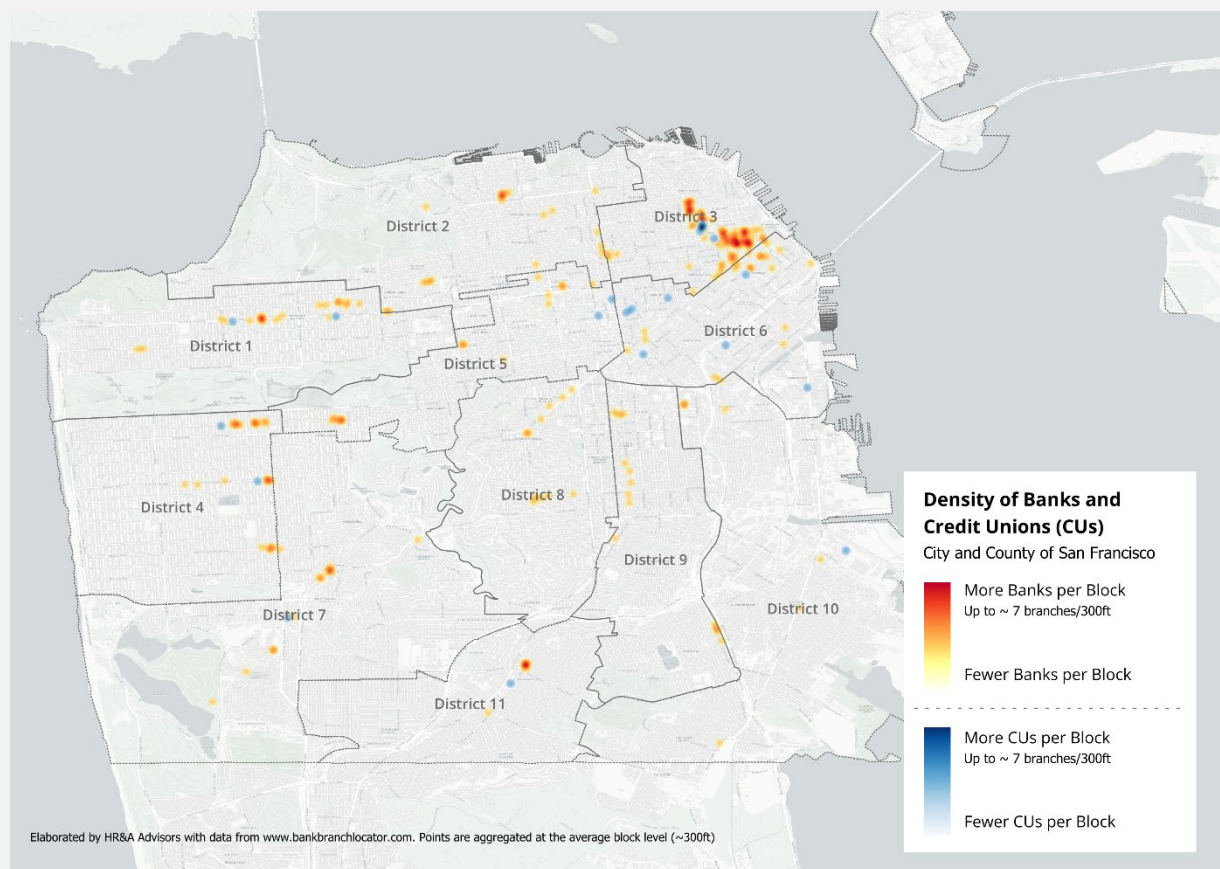 District 3
District 2
District 6
District 1
District 5
District 8
District 4
District 9
District 10
District 7
District 11
Density of Banks and
Credit Unions (CUs)
City and County of San Francisco
More Banks per Block
Up to ~ 7 branches/300ft
Fewer Banks per Block
More CUs per Block
Up to ~ 7 branches/300ft
Fewer CUs per Block
Elaborated by HR&A Advisors with data from www.bankbranchlocator.com. Points are aggregated at the average block level (~300ft)